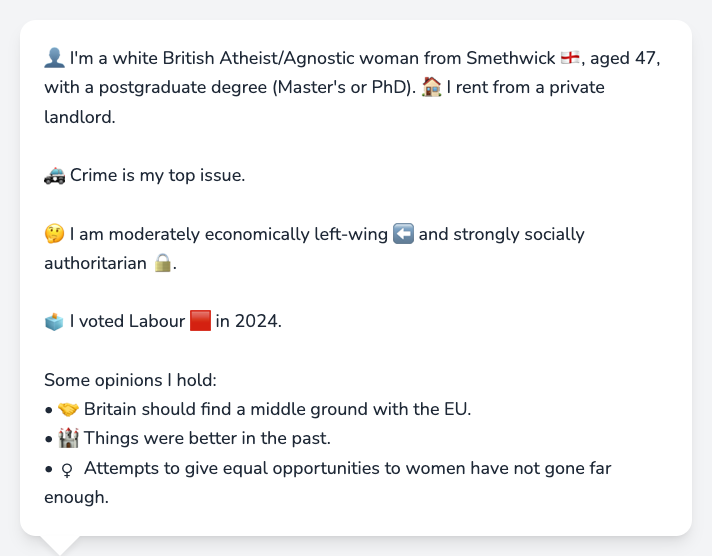 👤 I'm a white British Atheist/Agnostic woman from Smethwick 🏴󠁧󠁢󠁥󠁮󠁧󠁿, aged 47,
with a postgraduate degree (Master's or PhD). 🏠 I rent from a private
landlord.
🚓 Crime is my top issue.
🤔 I am moderately economically left-wing ⬅️ and strongly socially
authoritarian 🔒.
🗳️ I voted Labour 🟥 in 2024.
Some opinions I hold:
• 🤝 Britain should find a middle ground with the EU.
• 🏰 Things were better in the past.
• ♀ Attempts to give equal opportunities to women have not gone far
enough.